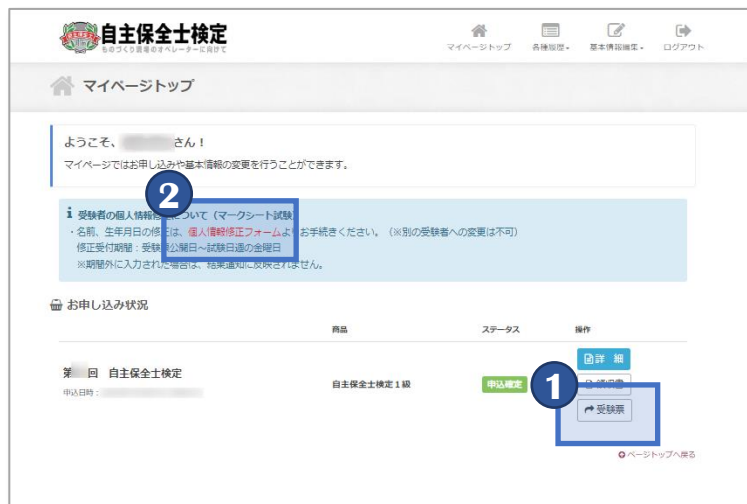 自主保全士検定
ものづくり現場のオペレーターに向けて
マイページトップ
各種履歴
基本情報編集
ログアウト
マイページトップ
ようこそ、 さん！
マイページではお申し込みや基本情報の変更を行うことができます。
2
受験者の個人情報修正について（マークシート試験）
・名前、生年月日の修正は、個人情報修正フォームよりお手続きください。（※別の受験者への変更は不可）
修正受付期間：受験票公開日～試験日週の金曜日
※期間外に入力された場合は、結果通知に反映されません。
お申し込み状況
商品 ステータス 操作
詳 細
第 回 自主保全士検定
申込日時：
自主保全士検定１級
申込確定
1
受験票
ページトップへ戻る